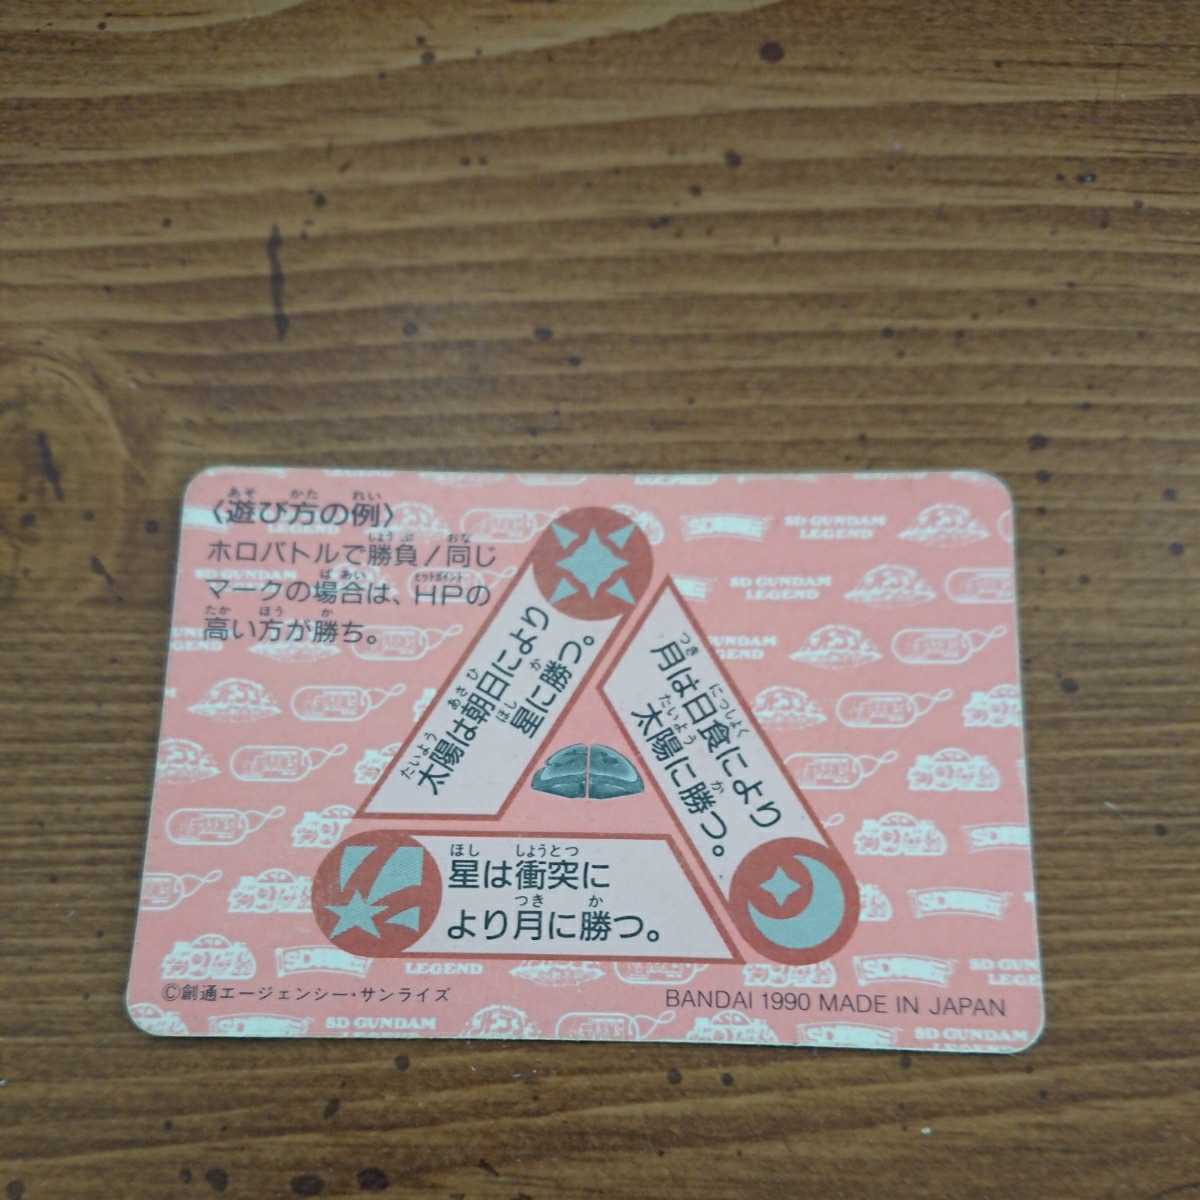 〈遊び方の例〉
ホロバトルで勝負!同じ
マークの場合は、HPの
高い方が勝ち。
太陽は朝日により
星に勝つ。
月は日食により
太陽に勝つ。
星は衝突に
より月に勝つ。
©創通エージェンシー・サンライズ
BANDAI 1990 MADE IN JAPAN
SD GUNDAM
LEGEND